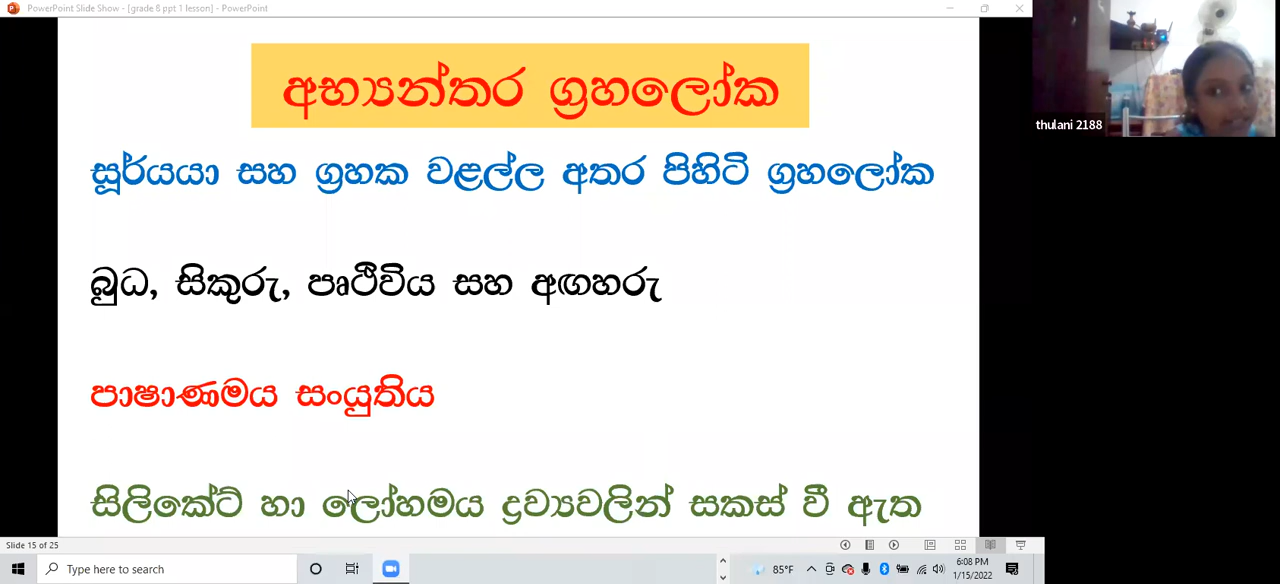 PowerPoint Slide Show - [grade 8 ppt 1 lesson] - PowerPoint
අභ්‍යන්තර ග්‍රහලෝක
thulani 2188
සූර්යයා සහ ග්‍රහක වළල්ල අතර පිහිටි ග්‍රහලෝක
බුධ, සිකුරු, පෘථිවිය සහ අඟහරු
පාෂාණමය සංයුතිය
සිලිකේට් හා ලෝහමය ද්‍රව්‍යවලින් සකස් වී ඇත
Slide 15 of 25
Type here to search
85°F
6:08 PM
1/15/2022